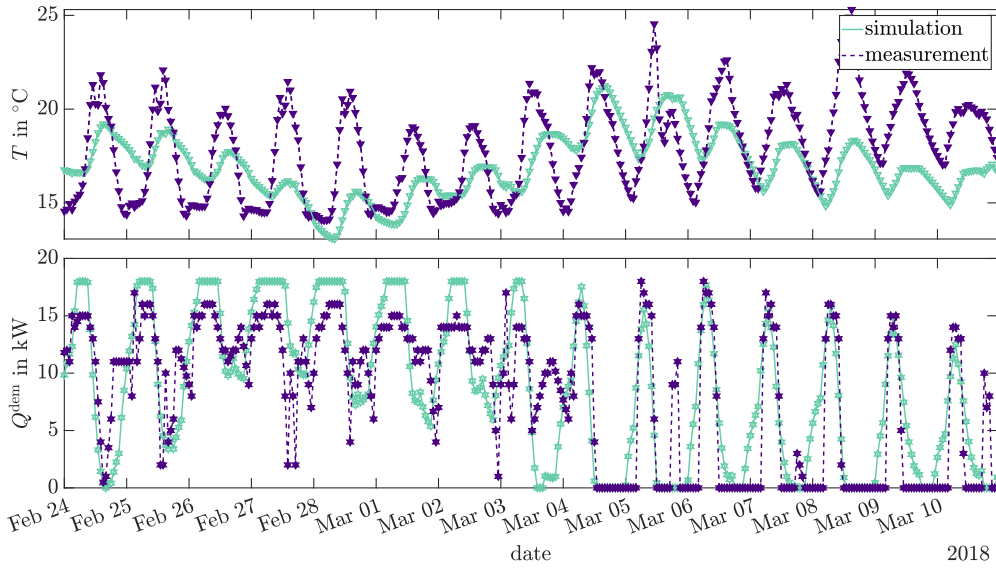 25
20
15
T in °C
simulation
measurement
20
15
10
5
0
Q^dem in kW
Feb 24
Feb 25
Feb 26
Feb 27
Feb 28
Mar 01
Mar 02
Mar 03
Mar 04
Mar 05
Mar 06
Mar 07
Mar 08
Mar 09
Mar 10
date
2018